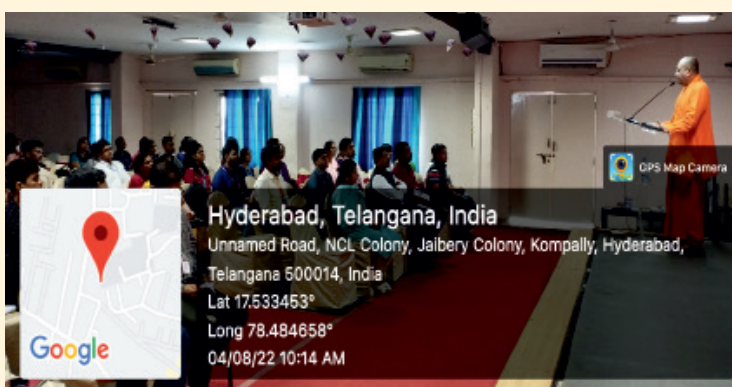 GPS Map Camera
Hyderabad, Telangana, India
Unnamed Road, NCL Colony, Jaibery Colony, Kompally, Hyderabad,
Telangana 500014, India
Lat 17.533453°
Long 78.484658°
04/08/22 10:14 AM
Google